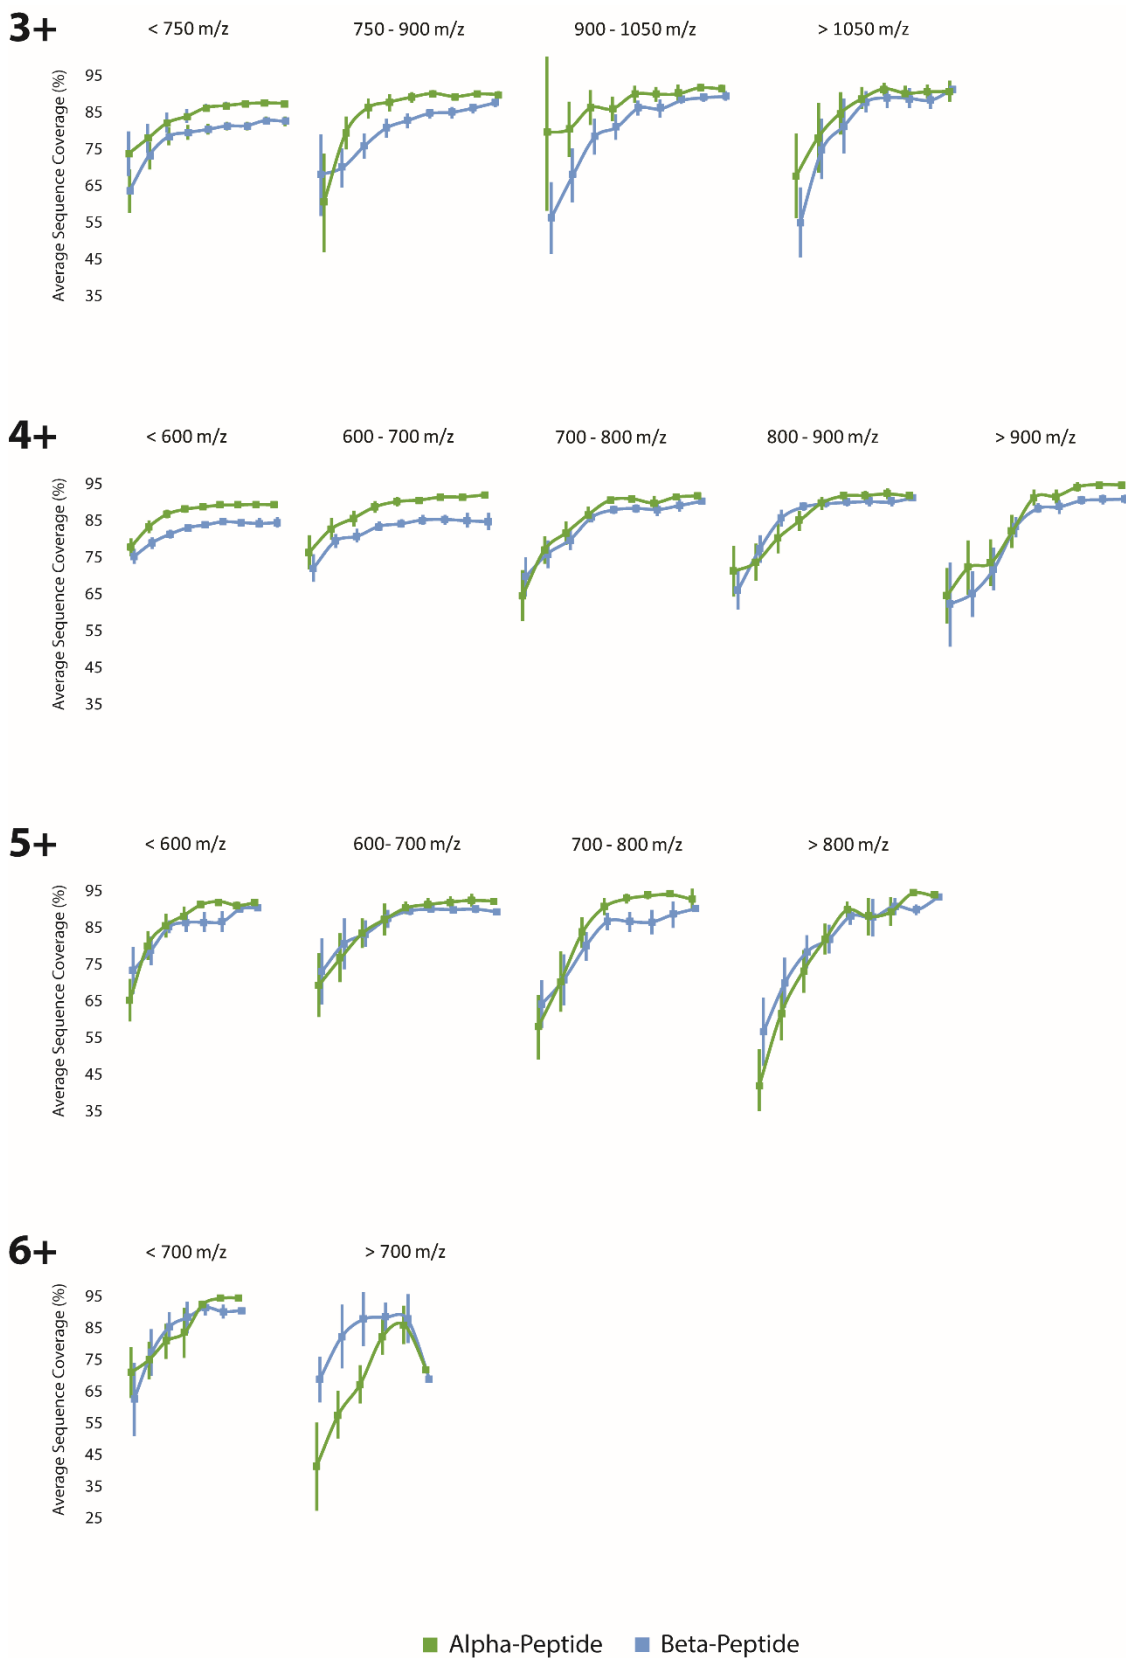 3+
< 750 m/z
750 - 900 m/z
900 - 1050 m/z
> 1050 m/z
Average Sequence Coverage (%)
95
85
75
65
55
45
35
4+
< 600 m/z
600 - 700 m/z
700 - 800 m/z
800 - 900 m/z
> 900 m/z
Average Sequence Coverage (%)
95
85
75
65
55
45
35
5+
< 600 m/z
600- 700 m/z
700 - 800 m/z
> 800 m/z
Average Sequence Coverage (%)
95
85
75
65
55
45
35
6+
< 700 m/z
> 700 m/z
Average Sequence Coverage (%)
95
85
75
65
55
45
35
25
Alpha-Peptide
Beta-Peptide